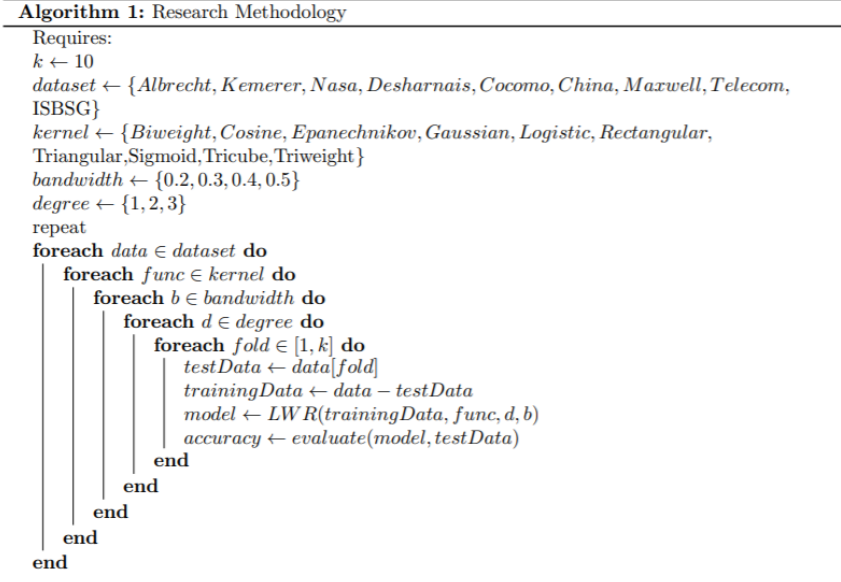 Algorithm 1: Research Methodology
Requires:
k ← 10
dataset ← {Albrecht, Kemerer, Nasa, Desharnais, Cocomo, China, Maxwell, Telecom,
ISBSG}
kernel ← {Biweight, Cosine, Epanechnikov, Gaussian, Logistic, Rectangular,
Triangular,Sigmoid,Tricube,Triweight}
bandwidth ← {0.2, 0.3, 0.4, 0.5}
degree ← {1, 2, 3}
repeat
foreach data ∈ dataset do
foreach func ∈ kernel do
foreach b ∈ bandwidth do
foreach d ∈ degree do
foreach fold ∈ [1, k] do
testData ← data[fold]
trainingData ← data − testData
model ← LWR(trainingData, func, d, b)
accuracy ← evaluate(model, testData)
end
end
end
end
end